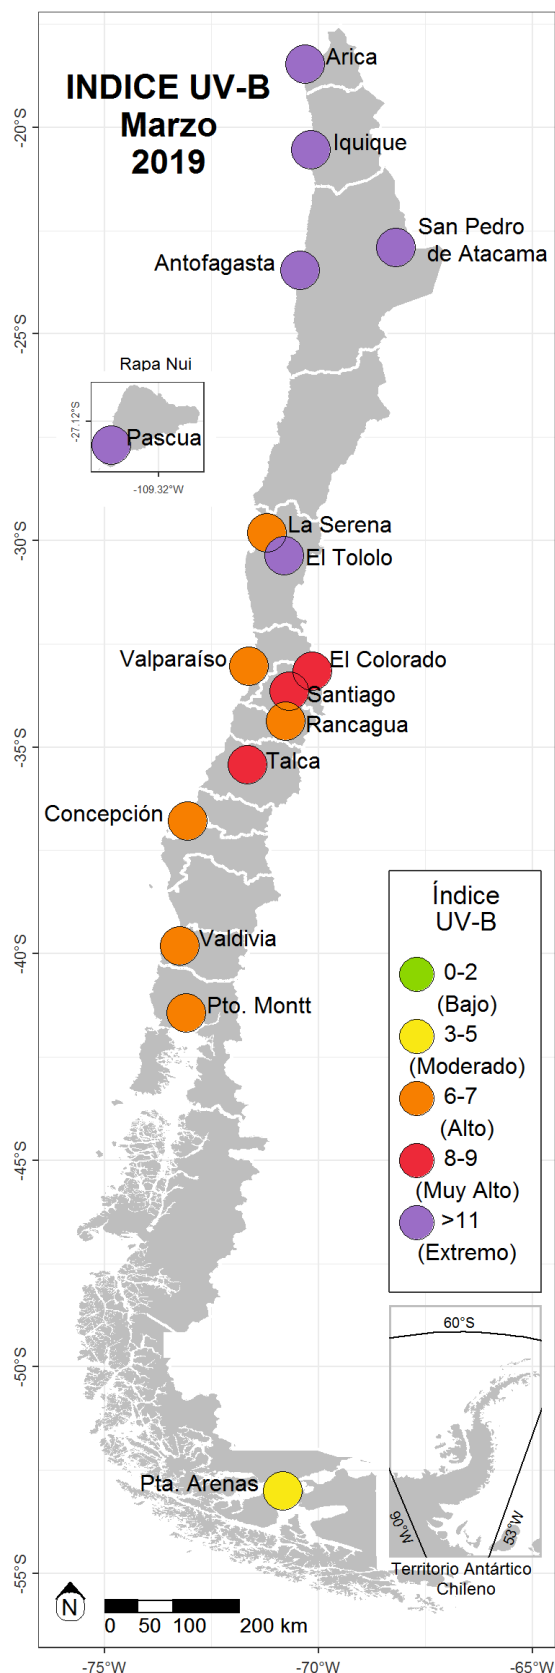 INDICE UV-B
Marzo
2019
Arica
Iquique
San Pedro
de Atacama
Antofagasta
Rapa Nui
Pascua
-27.12°S
-109.32°W
La Serena
El Tololo
Valparaíso
El Colorado
Santiago
Rancagua
Talca
Concepción
Valdivia
Pto. Montt
Pta. Arenas
Índice
UV-B
0-2
(Bajo)
3-5
(Moderado)
6-7
(Alto)
8-9
(Muy Alto)
>11
(Extremo)
60°S
90°W
53°W
Territorio Antártico
Chileno
N
0 50 100 200 km
-20°S
-25°S
-30°S
-35°S
-40°S
-45°S
-50°S
-55°S
-75°W
-70°W
-65°W